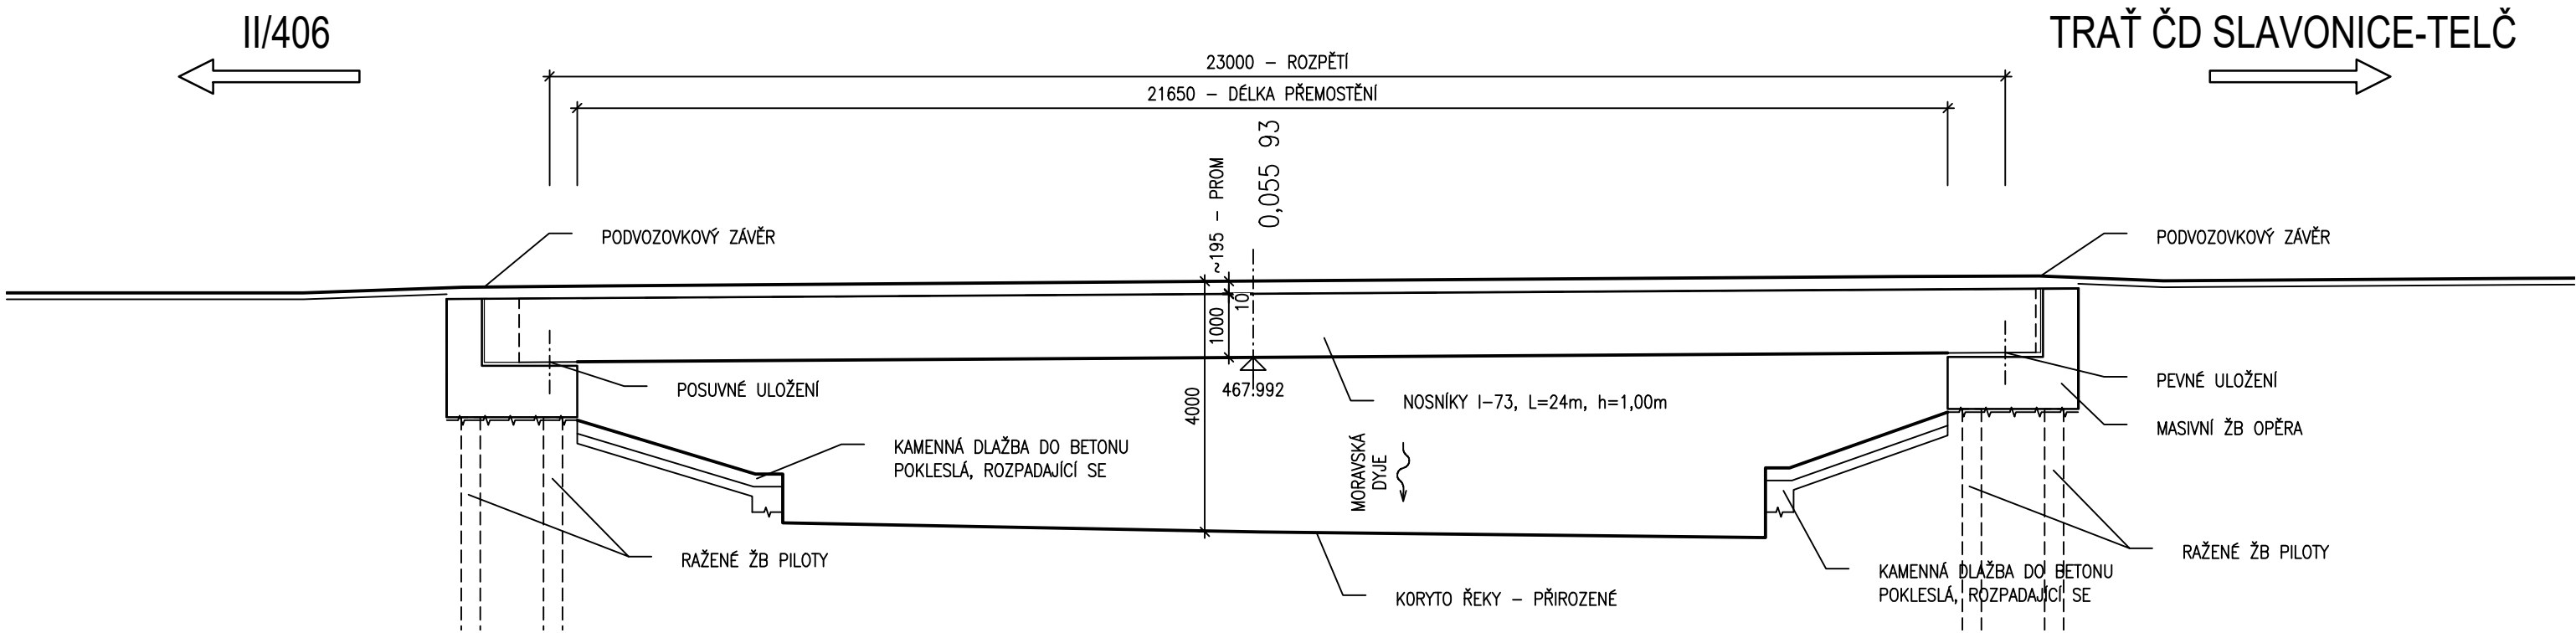 II/406
TRAŤ ČD SLAVONICE-TELČ
23000 – ROZPĚTÍ
21650 – DÉLKA PŘEMOSTĚNÍ
~195 – PROM
0,055 93
PODVOZOVKOVÝ ZÁVĚR
PODVOZOVKOVÝ ZÁVĚR
10
1000
4000
467.992
POSUVNÉ ULOŽENÍ
NOSNÍKY I–73, L=24m, h=1,00m
PEVNÉ ULOŽENÍ
MASIVNÍ ŽB OPĚRA
KAMENNÁ DLAŽBA DO BETONU
POKLESLÁ, ROZPADAJÍCÍ SE
MORAVSKÁ
DYJE
RAŽENÉ ŽB PILOTY
RAŽENÉ ŽB PILOTY
KAMENNÁ DLAŽBA DO BETONU
POKLESLÁ, ROZPADAJÍCÍ SE
KORYTO ŘEKY – PŘIROZENÉ